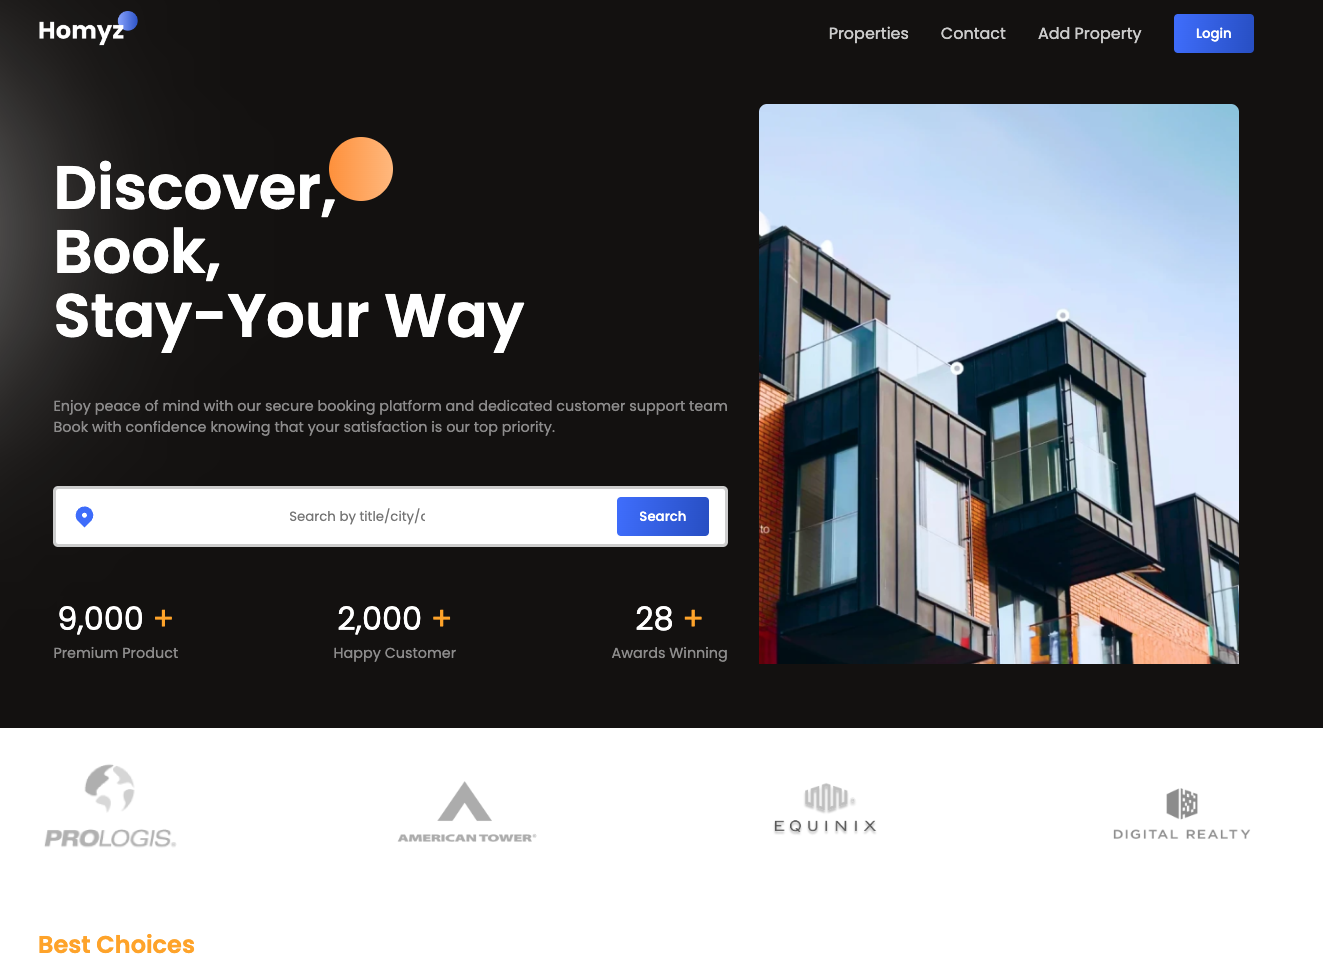 Homyz
Properties Contact Add Property Login
Discover,
Book,
Stay-Your Way
Enjoy peace of mind with our secure booking platform and dedicated customer support team
Book with confidence knowing that your satisfaction is our top priority.
Search by title/city/c
Search
9,000 +
Premium Product
2,000 +
Happy Customer
28 +
Awards Winning
to
PROLOGIS.
AMERICAN TOWER®
EQUINIX
DIGITAL REALTY
Best Choices